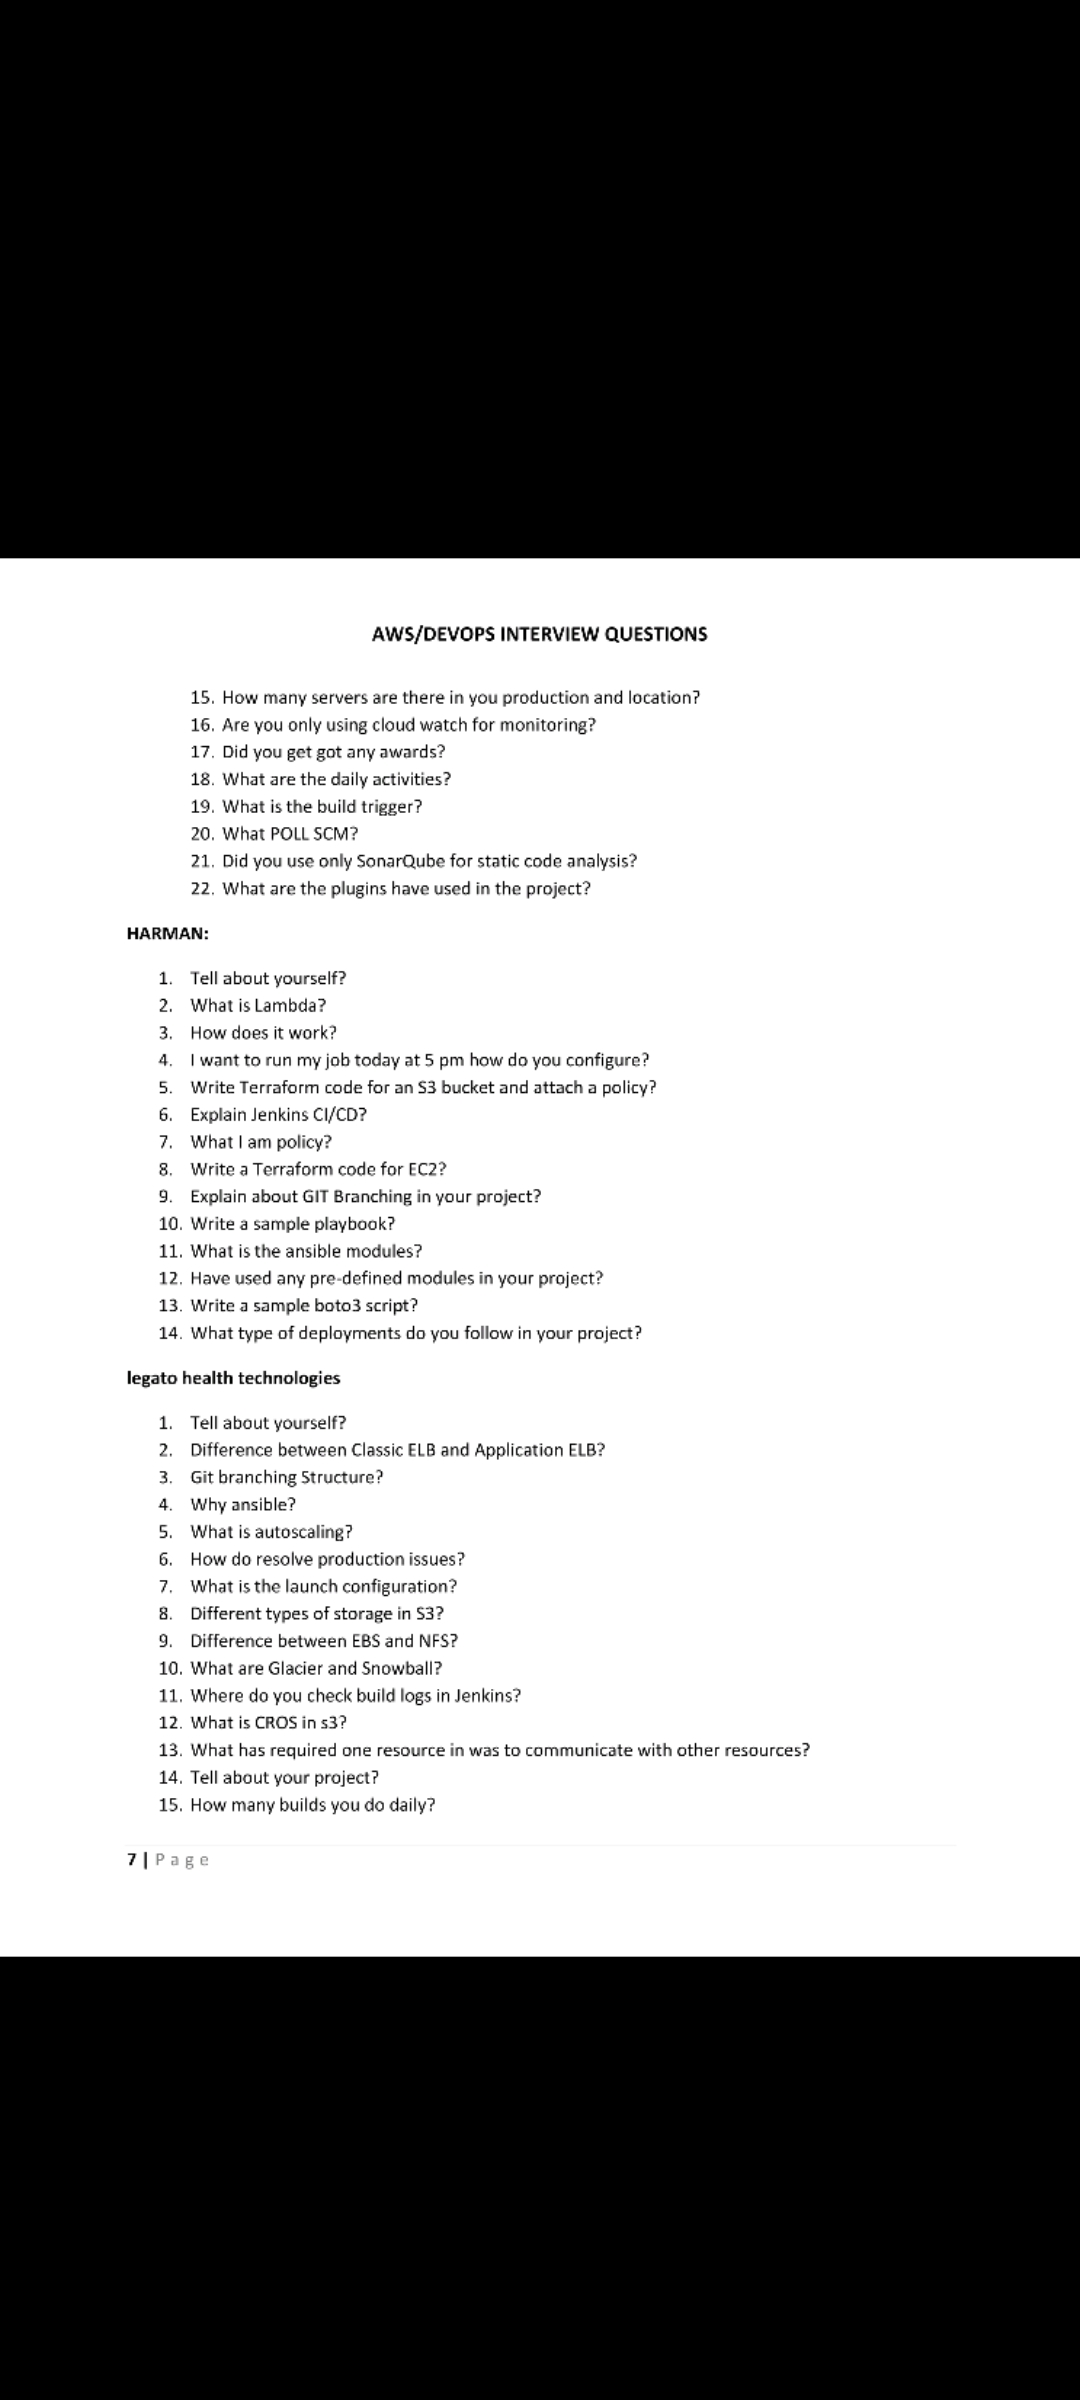 AWS/DEVOPS INTERVIEW QUESTIONS
15. How many servers are there in you production and location?
16. Are you only using cloud watch for monitoring?
17. Did you get got any awards?
18. What are the daily activities?
19. What is the build trigger?
20. What POLL SCM?
21. Did you use only SonarQube for static code analysis?
22. What are the plugins have used in the project?
HARMAN:
1. Tell about yourself?
2. What is Lambda?
3. How does it work?
4. I want to run my job today at 5 pm how do you configure?
5. Write Terraform code for an S3 bucket and attach a policy?
6. Explain Jenkins CI/CD?
7. What I am policy?
8. Write a Terraform code for EC2?
9. Explain about GIT Branching in your project?
10. Write a sample playbook?
11. What is the ansible modules?
12. Have used any pre-defined modules in your project?
13. Write a sample boto3 script?
14. What type of deployments do you follow in your project?
legato health technologies
1. Tell about yourself?
2. Difference between Classic ELB and Application ELB?
3. Git branching Structure?
4. Why ansible?
5. What is autoscaling?
6. How do resolve production issues?
7. What is the launch configuration?
8. Different types of storage in S3?
9. Difference between EBS and NFS?
10. What are Glacier and Snowball?
11. Where do you check build logs in Jenkins?
12. What is CROS in s3?
13. What has required one resource in was to communicate with other resources?
14. Tell about your project?
15. How many builds you do daily?
7 | Page